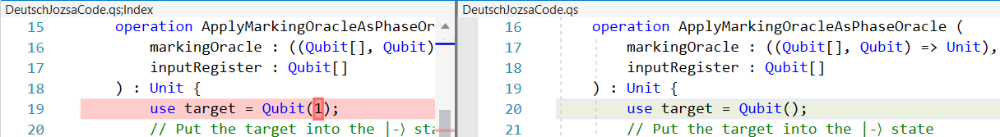 DeutschJozsaCode.qs;Index
15 operation ApplyMarkingOracleAsPhaseOr
16 markingOracle : ((Qubit[], Qubit)
17 inputRegister : Qubit[]
18 ) : Unit {
19 use target = Qubit(1);
20 // Put the target into the |-⟩ sta
DeutschJozsaCode.qs
16 operation ApplyMarkingOracleAsPhaseOracle (
17 markingOracle : ((Qubit[], Qubit) => Unit),
18 inputRegister : Qubit[]
19 ) : Unit {
20 use target = Qubit();
21 // Put the target into the |-⟩ state